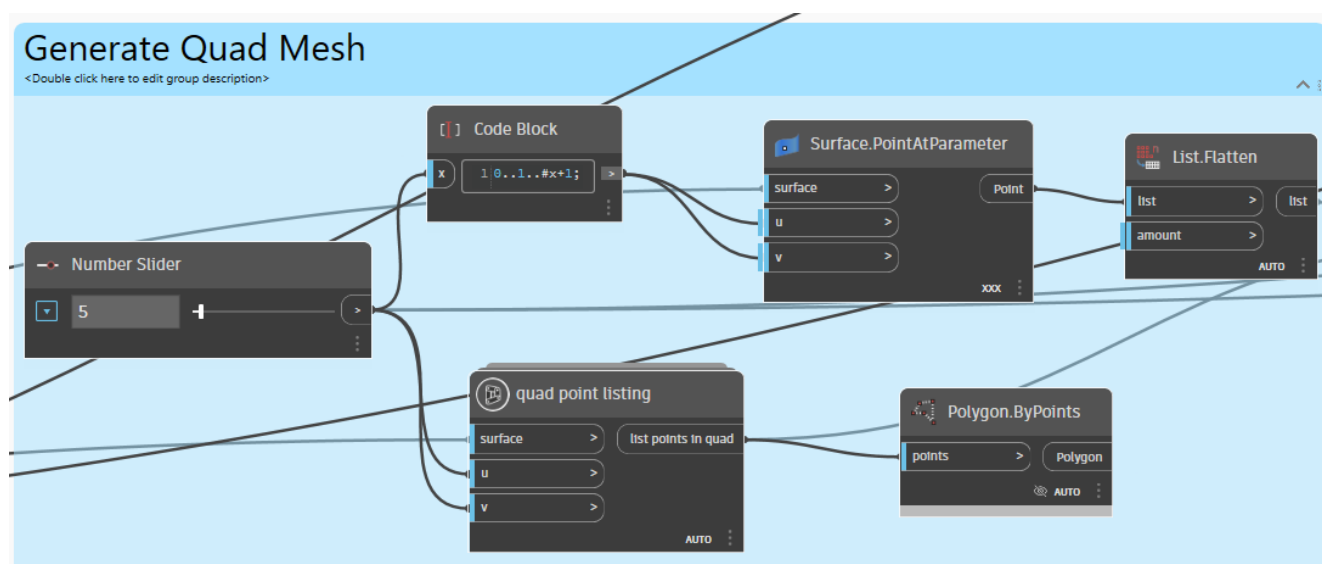 Generate Quad Mesh
<Double click here to edit group description>
Code Block
x
1 0..1..#x+1;
>
Surface.PointAtParameter
surface >
Point
u >
v >
XXX
List.Flatten
list >
list
amount >
AUTO
Number Slider
5
>
quad point listing
surface >
list points in quad
u >
v >
AUTO
Polygon.ByPoints
points >
Polygon
AUTO